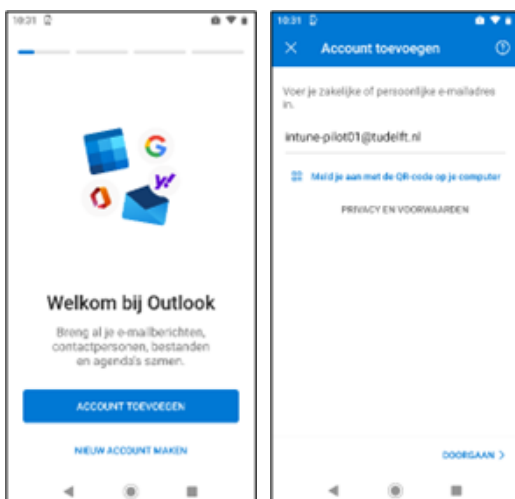 10:31
Welkom bij Outlook
Breng al je e-mailberichten,
contactpersonen, bestanden
en agenda's samen.
ACCOUNT TOEVOEGEN
NIEUW ACCOUNT MAKEN
10:31
Account toevoegen
Voer je zakelijke of persoonlijke e-mailadres
in.
intune-pilot01@tudelft.nl
Meld je aan met de QR-code op je computer
PRIVACY EN VOORWAARDEN
DOORGAAN >